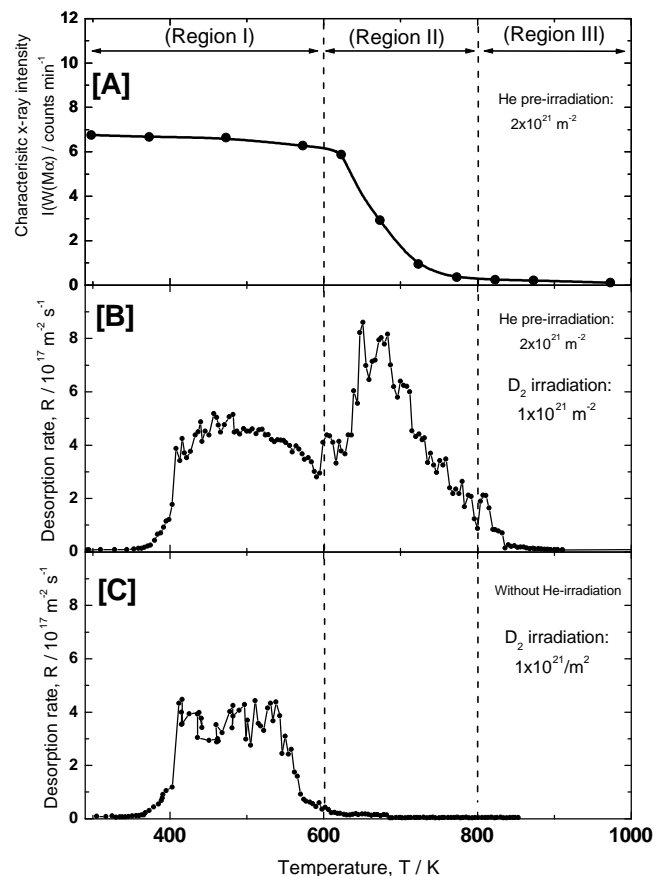 (Region I) (Region II) (Region III)
12
10
8
6
4
2
0
Characterisitc x-ray intensity
I(W(Mα) / counts min⁻¹
[A]
He pre-irradiation:
2x10²¹ m⁻²
8
6
4
2
0
Desorption rate, R / 10¹⁷ m⁻² s⁻¹
[B]
He pre-irradiation:
2x10²¹ m⁻²
D₂ irradiation:
1x10²¹ m⁻²
8
6
4
2
0
Desorption rate, R / 10¹⁷ m⁻² s⁻¹
[C]
Without He-irradiation
D₂ irradiation:
1x10²¹/m²
400 600 800 1000
Temperature, T / K